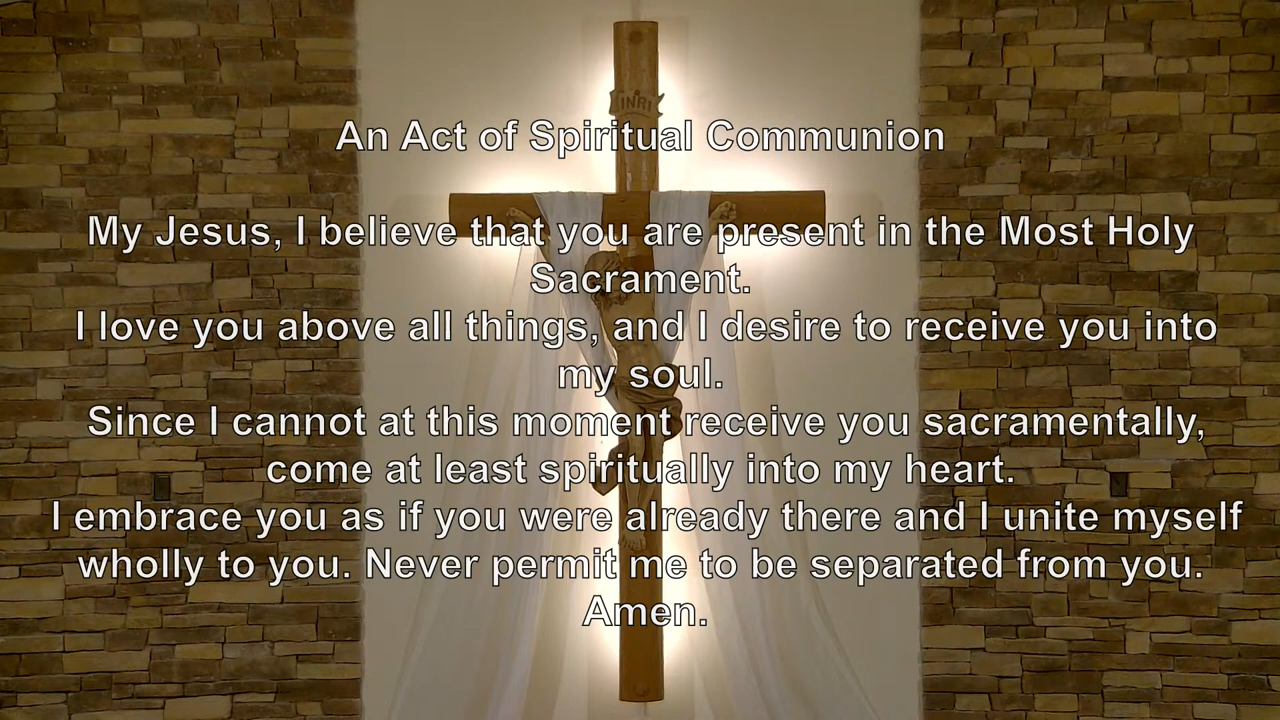 INRI
An Act of Spiritual Communion
My Jesus, I believe that you are present in the Most Holy
Sacrament.
I love you above all things, and I desire to receive you into
my soul.
Since I cannot at this moment receive you sacramentally,
come at least spiritually into my heart.
I embrace you as if you were already there and I unite myself
wholly to you. Never permit me to be separated from you.
Amen.